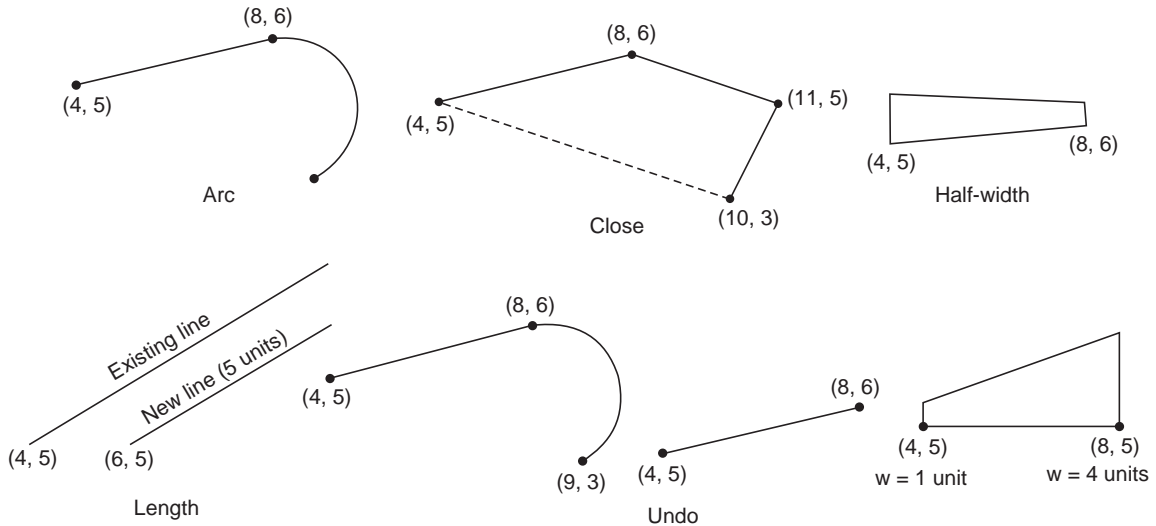 (8, 6)
(4, 5)
Arc
(8, 6)
(4, 5)
(11, 5)
(10, 3)
Close
(4, 5)
(8, 6)
Half-width
Existing line
New line (5 units)
(4, 5)
(6, 5)
Length
(8, 6)
(4, 5)
(9, 3)
(8, 6)
(4, 5)
Undo
(4, 5)
w = 1 unit
(8, 5)
w = 4 units